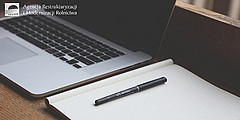 Agencja Restrukturyzacji
i Modernizacji Rolnictwa